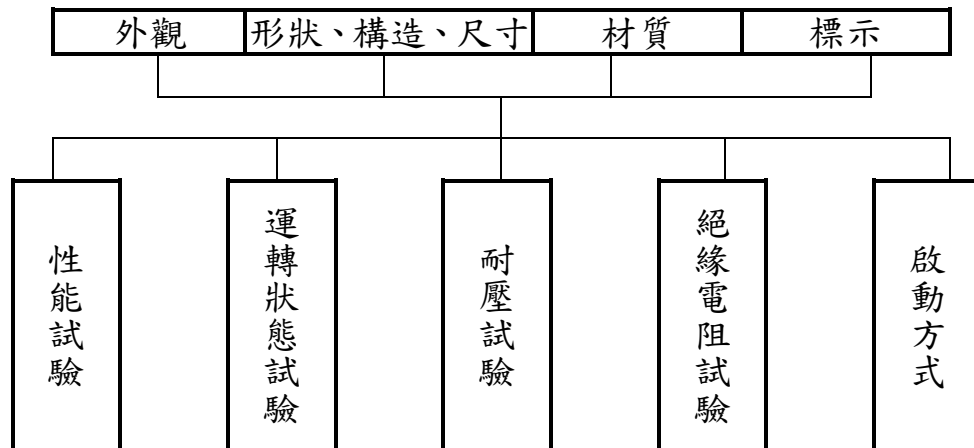 外觀
形狀、構造、尺寸
材質
標示
性能試驗
運轉狀態試驗
耐壓試驗
絕緣電阻試驗
啟動方式